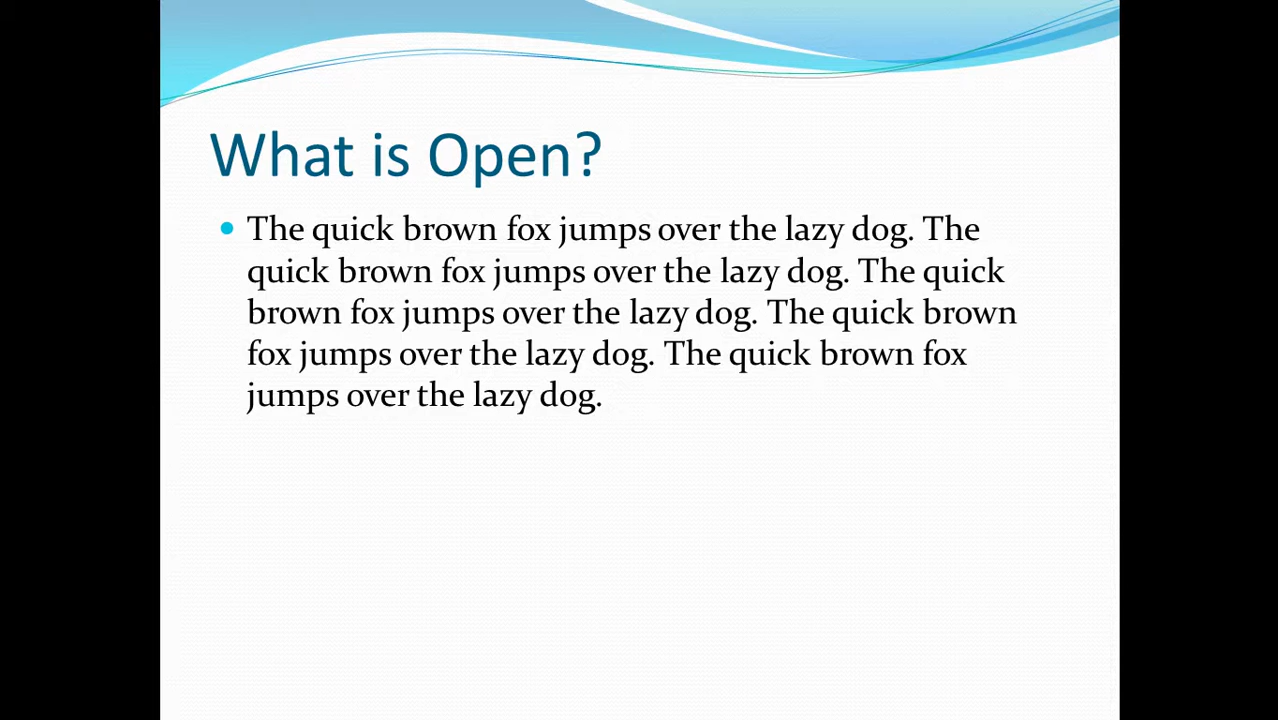 What is Open?
The quick brown fox jumps over the lazy dog. The
quick brown fox jumps over the lazy dog. The quick
brown fox jumps over the lazy dog. The quick brown
fox jumps over the lazy dog. The quick brown fox
jumps over the lazy dog.